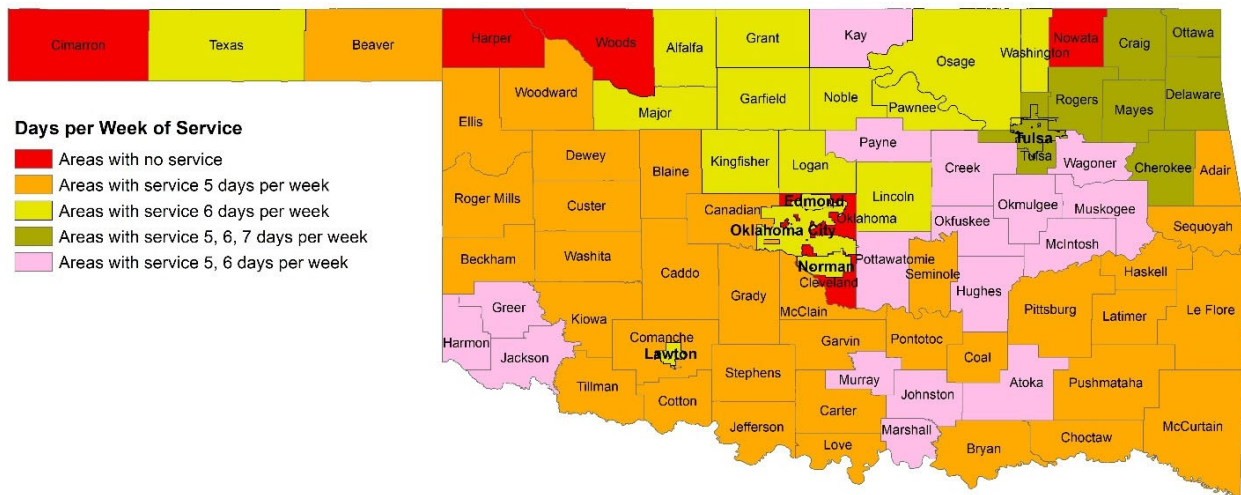 Cimarron
Texas
Beaver
Harper
Woods
Alfalfa
Grant
Kay
Osage
Washington
Nowata
Craig
Ottawa
Woodward
Major
Garfield
Noble
Pawnee
Rogers
Mayes
Delaware
Ellis
Days per Week of Service
Areas with no service
Areas with service 5 days per week
Areas with service 6 days per week
Areas with service 5, 6, 7 days per week
Areas with service 5, 6 days per week
Dewey
Blaine
Kingfisher
Logan
Payne
Creek
Tulsa
Tulsa
Wagoner
Cherokee
Adair
Roger Mills
Custer
Canadian
Edmond
Oklahoma City
Oklahoma
Lincoln
Okfuskee
Okmulgee
Muskogee
McIntosh
Sequoyah
Beckham
Washita
Caddo
Grady
Norman
Cleveland
McClain
Pottawatomie
Seminole
Hughes
Pittsburg
Haskell
Latimer
Le Flore
Greer
Harmon
Jackson
Kiowa
Comanche
Lawton
Tillman
Cotton
Stephens
Jefferson
Garvin
Murray
Carter
Love
Pontotoc
Johnston
Marshall
Coal
Atoka
Bryan
Pushmataha
Choctaw
McCurtain